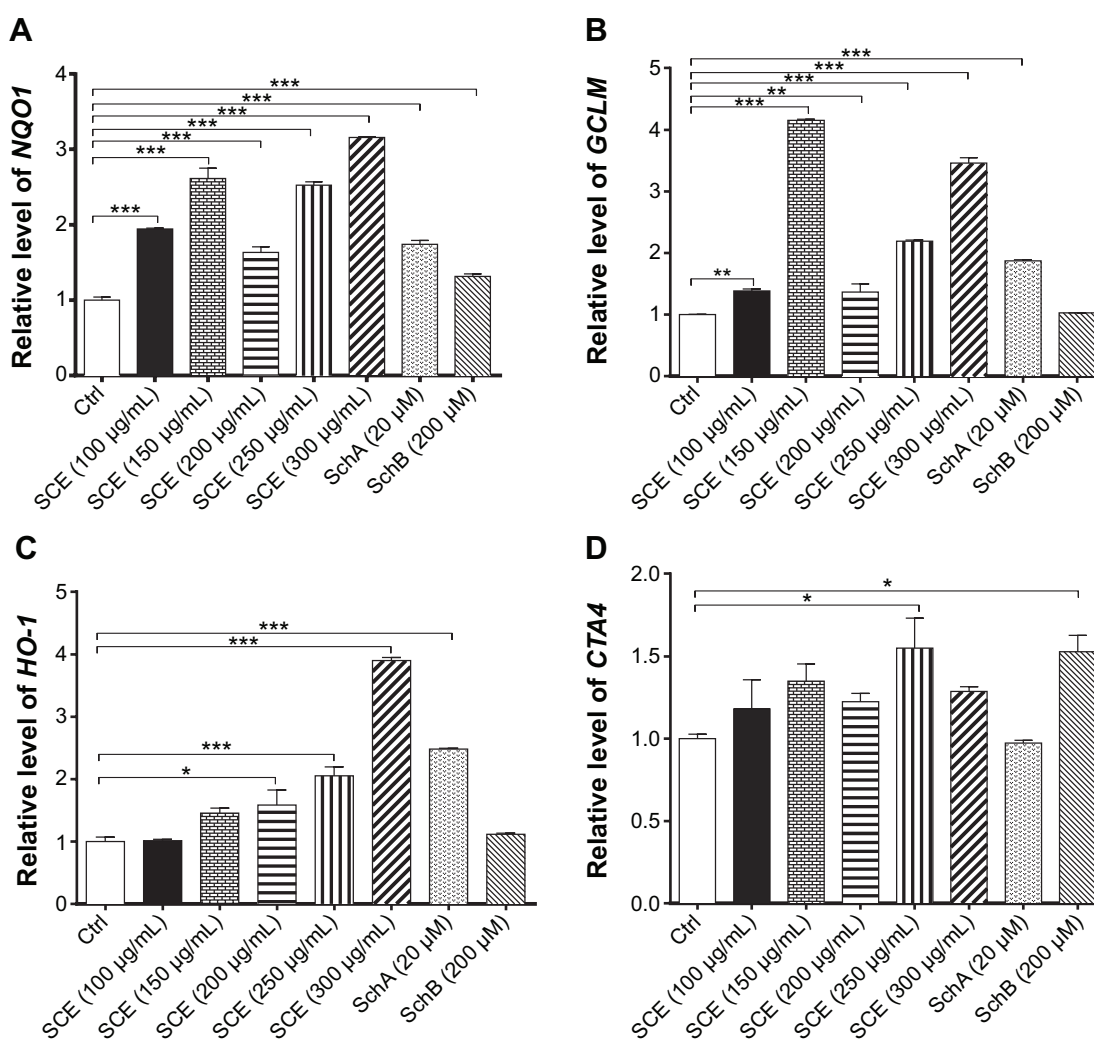 A
Relative level of NQO1
4
3
2
1
0
***
***
***
***
***
***
***
Ctrl
SCE (100 µg/mL)
SCE (150 µg/mL)
SCE (200 µg/mL)
SCE (250 µg/mL)
SCE (300 µg/mL)
SchA (20 µM)
SchB (200 µM)
B
Relative level of GCLM
5
4
3
2
1
0
***
***
***
**
***
**
Ctrl
SCE (100 µg/mL)
SCE (150 µg/mL)
SCE (200 µg/mL)
SCE (250 µg/mL)
SCE (300 µg/mL)
SchA (20 µM)
SchB (200 µM)
C
Relative level of HO-1
5
4
3
2
1
0
***
***
***
*
Ctrl
SCE (100 µg/mL)
SCE (150 µg/mL)
SCE (200 µg/mL)
SCE (250 µg/mL)
SCE (300 µg/mL)
SchA (20 µM)
SchB (200 µM)
D
Relative level of CTA4
2.0
1.5
1.0
0.5
0.0
*
*
Ctrl
SCE (100 µg/mL)
SCE (150 µg/mL)
SCE (200 µg/mL)
SCE (250 µg/mL)
SCE (300 µg/mL)
SchA (20 µM)
SchB (200 µM)